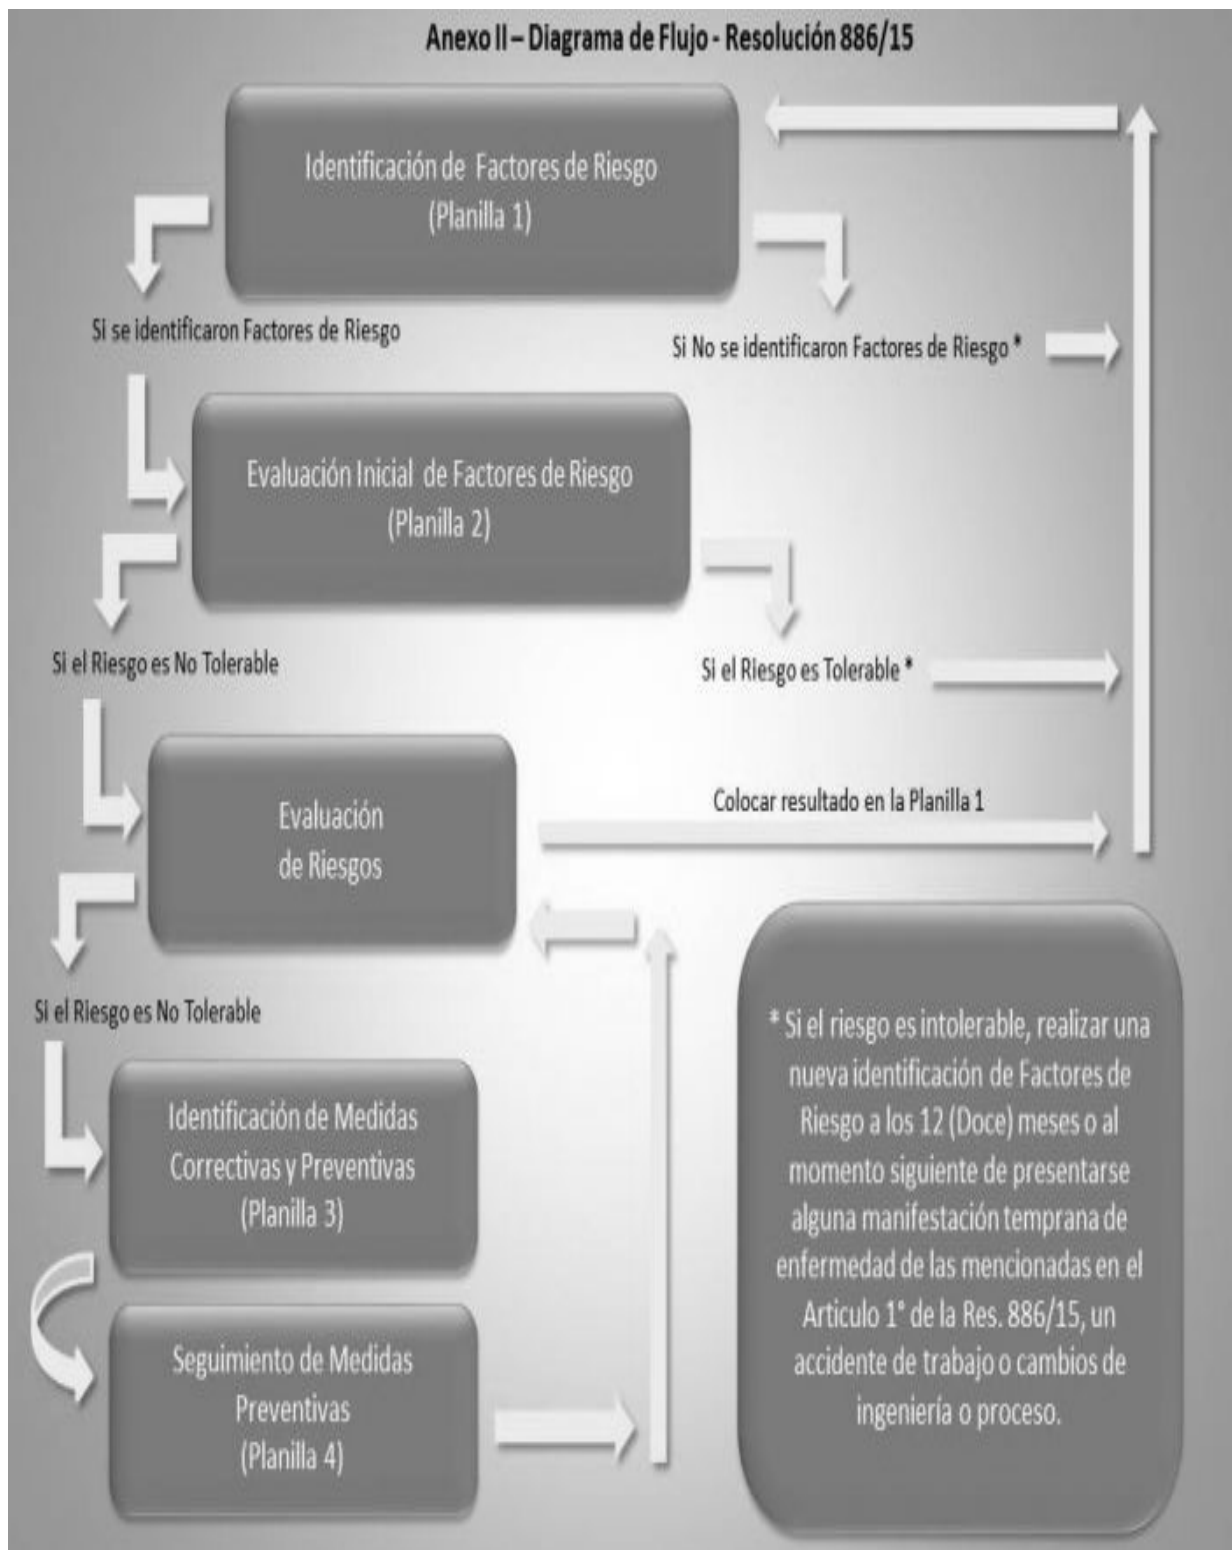 Anexo II – Diagrama de Flujo - Resolución 886/15
Identificación de Factores de Riesgo
(Planilla 1)
Si se identificaron Factores de Riesgo
Si No se identificaron Factores de Riesgo *
Evaluación Inicial de Factores de Riesgo
(Planilla 2)
Si el Riesgo es No Tolerable
Si el Riesgo es Tolerable *
Evaluación
de Riesgos
Colocar resultado en la Planilla 1
Si el Riesgo es No Tolerable
Identificación de Medidas
Correctivas y Preventivas
(Planilla 3)
Seguimiento de Medidas
Preventivas
(Planilla 4)
* Si el riesgo es intolerable, realizar una
nueva identificación de Factores de
Riesgo a los 12 (Doce) meses o al
momento siguiente de presentarse
alguna manifestación temprana de
enfermedad de las mencionadas en el
Articulo 1° de la Res. 886/15, un
accidente de trabajo o cambios de
ingeniería o proceso.